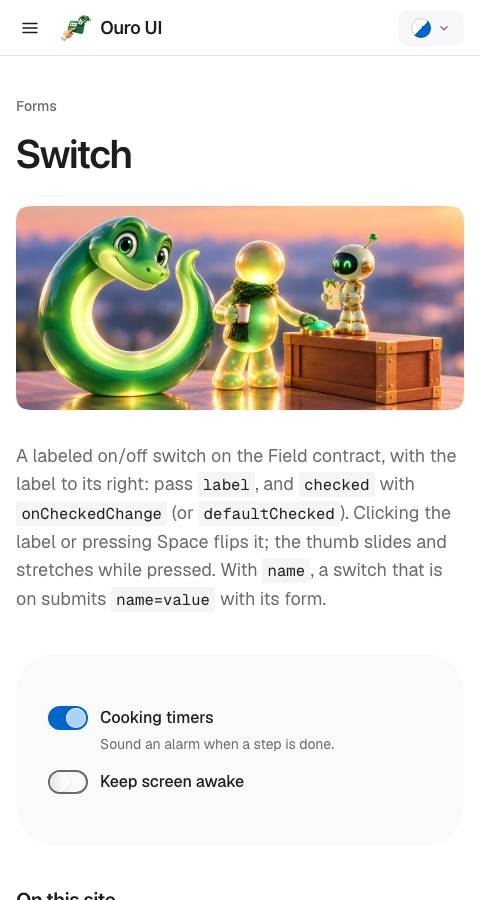 Ouro UI
Forms
Switch
A labeled on/off switch on the Field contract, with the
label to its right: pass label, and checked with
onCheckedChange (or defaultChecked). Clicking the
label or pressing Space flips it; the thumb slides and
stretches while pressed. With name, a switch that is
on submits name=value with its form.
Cooking timers
Sound an alarm when a step is done.
Keep screen awake
On this site